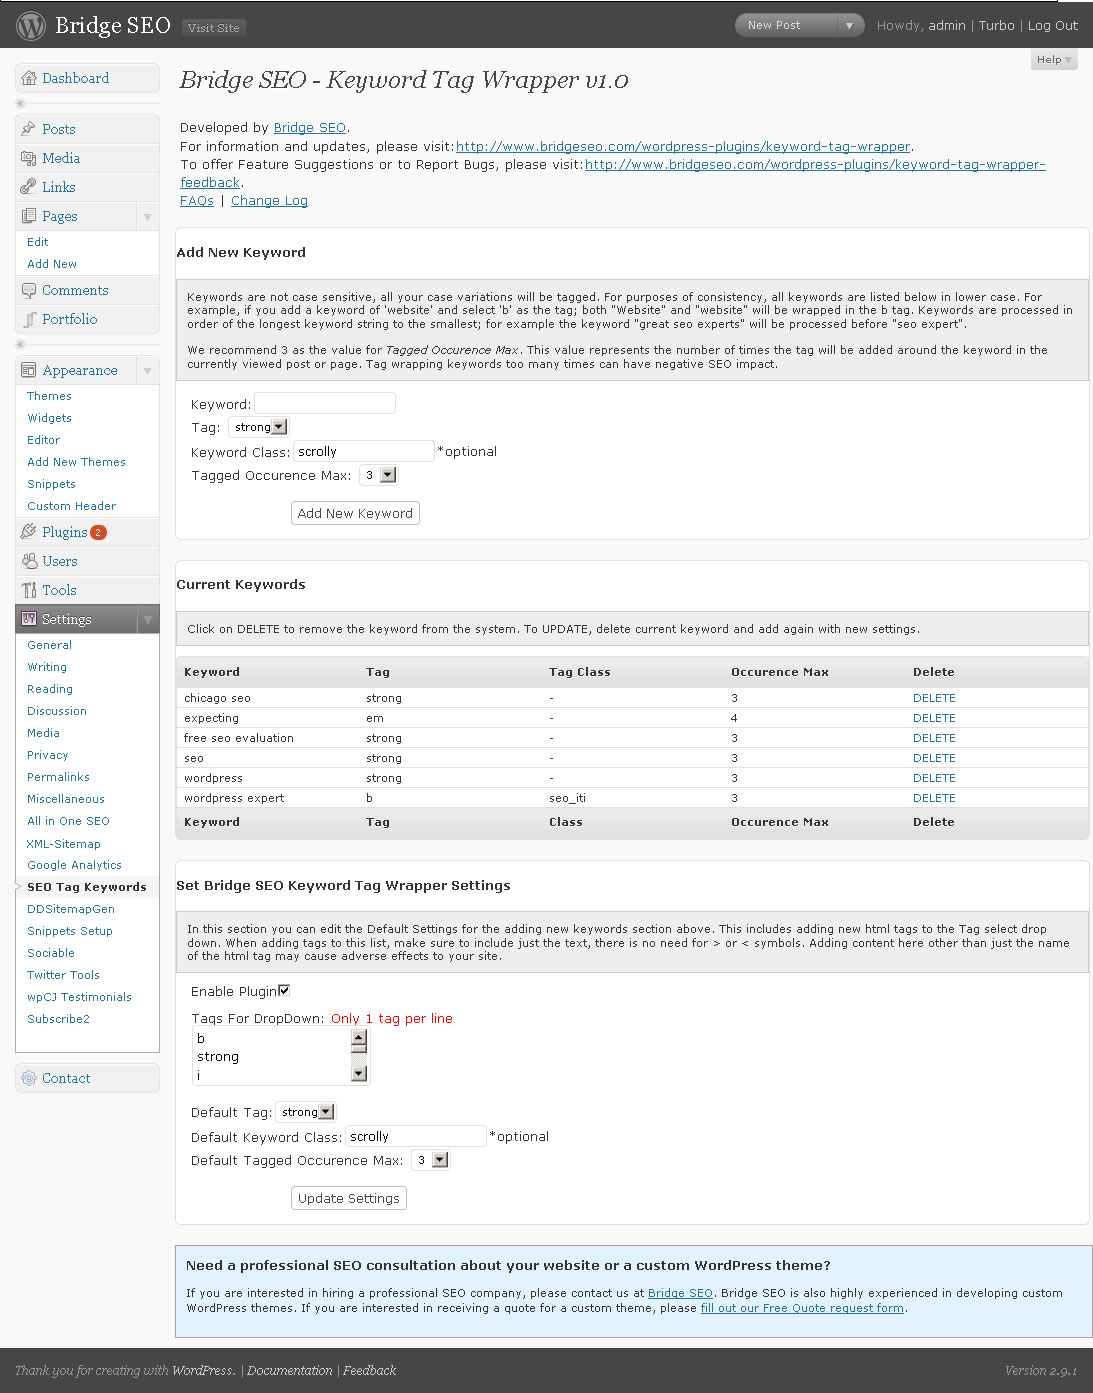 Bridge SEO Visit Site New Post Howdy, admin | Turbo | Log Out
Help
Dashboard
Posts
Media
Links
Pages
Edit
Add New
Comments
Portfolio
Appearance
Themes
Widgets
Editor
Add New Themes
Snippets
Custom Header
Plugins 2
Users
Tools
Settings
General
Writing
Reading
Discussion
Media
Privacy
Permalinks
Miscellaneous
All in One SEO
XML-Sitemap
Google Analytics
SEO Tag Keywords
DDSitemapGen
Snippets Setup
Sociable
Twitter Tools
wpCJ Testimonials
Subscribe2
Contact
Bridge SEO - Keyword Tag Wrapper v1.0
Developed by Bridge SEO.
For information and updates, please visit:http://www.bridgeseo.com/wordpress-plugins/keyword-tag-wrapper.
To offer Feature Suggestions or to Report Bugs, please visit:http://www.bridgeseo.com/wordpress-plugins/keyword-tag-wrapper-
feedback.
FAQs | Change Log
Add New Keyword
Keywords are not case sensitive, all your case variations will be tagged. For purposes of consistency, all keywords are listed below in lower case. For
example, if you add a keyword of 'website' and select 'b' as the tag; both "Website" and "website" will be wrapped in the b tag. Keywords are processed in
order of the longest keyword string to the smallest; for example the keyword "great seo experts" will be processed before "seo expert".
We recommend 3 as the value for Tagged Occurence Max. This value represents the number of times the tag will be added around the keyword in the
currently viewed post or page. Tag wrapping keywords too many times can have negative SEO impact.
Keyword:
Tag: strong
Keyword Class: scrolly *optional
Tagged Occurence Max: 3
Add New Keyword
Current Keywords
Click on DELETE to remove the keyword from the system. To UPDATE, delete current keyword and add again with new settings.
Keyword Tag Tag Class Occurence Max Delete
chicago seo strong - 3 DELETE
expecting em - 4 DELETE
free seo evaluation strong - 3 DELETE
seo strong - 3 DELETE
wordpress strong - 3 DELETE
wordpress expert b seo_iti 3 DELETE
Keyword Tag Class Occurence Max Delete
Set Bridge SEO Keyword Tag Wrapper Settings
In this section you can edit the Default Settings for the adding new keywords section above. This includes adding new html tags to the Tag select drop
down. When adding tags to this list, make sure to include just the text, there is no need for > or < symbols. Adding content here other than just the name
of the html tag may cause adverse effects to your site.
Enable Plugin
Tags For DropDown: Only 1 tag per line
b
strong
i
Default Tag: strong
Default Keyword Class: scrolly *optional
Default Tagged Occurence Max: 3
Update Settings
Need a professional SEO consultation about your website or a custom WordPress theme?
If you are interested in hiring a professional SEO company, please contact us at Bridge SEO. Bridge SEO is also highly experienced in developing custom
WordPress themes. If you are interested in receiving a quote for a custom theme, please fill out our Free Quote request form.
Thank you for creating with WordPress. | Documentation | Feedback Version 2.9.1